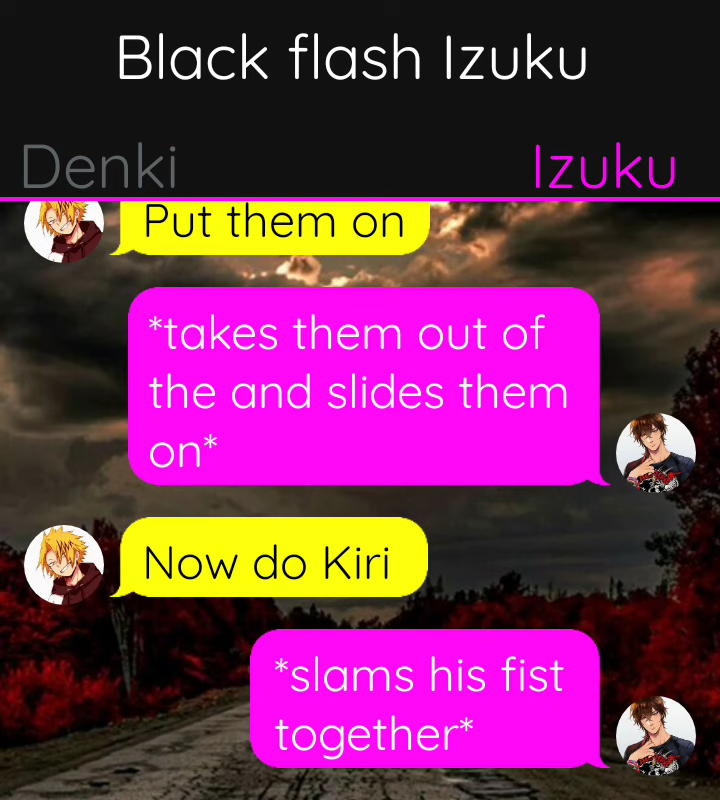 Black flash Izuku
Denki
Izuku
Put them on
*takes them out of
the and slides them
on*
Now do Kiri
*slams his fist
together*